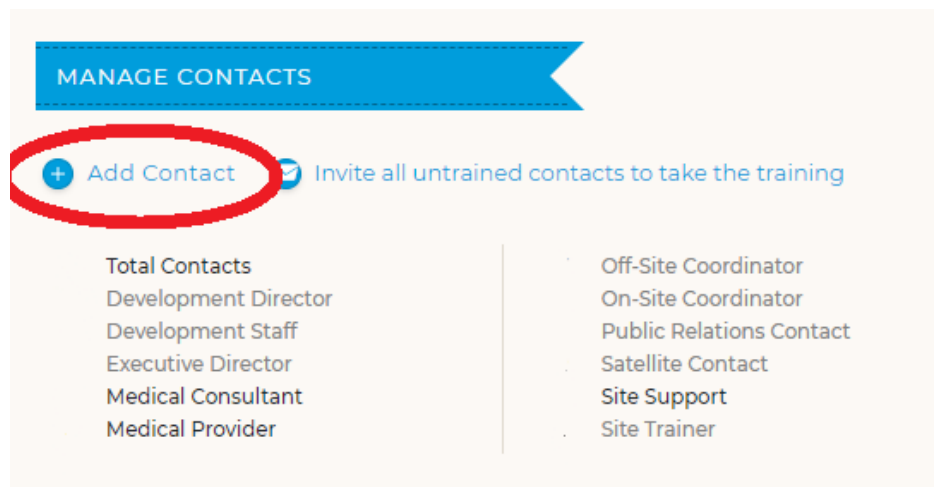 MANAGE CONTACTS
Add Contact
Invite all untrained contacts to take the training
Total Contacts
Development Director
Development Staff
Executive Director
Medical Consultant
Medical Provider
Off-Site Coordinator
On-Site Coordinator
Public Relations Contact
Satellite Contact
Site Support
Site Trainer